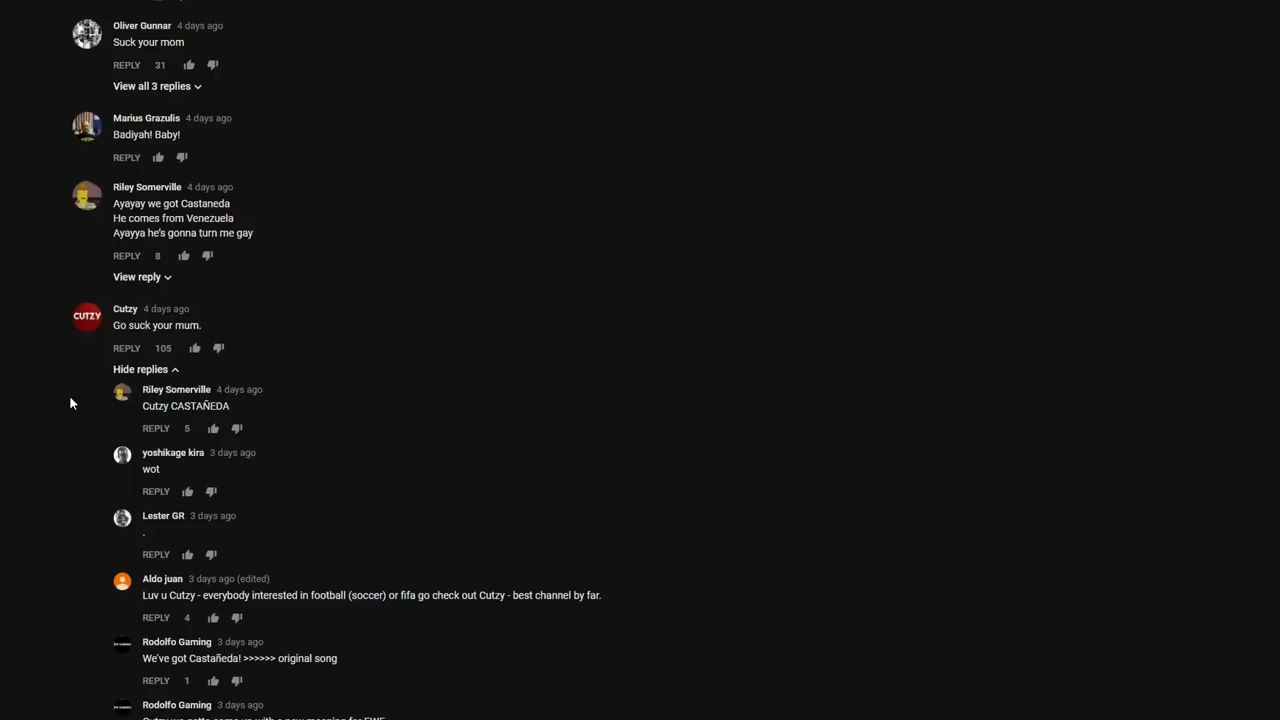 Oliver Gunnar 4 days ago
Suck your mom
REPLY 31
View all 3 replies
Marius Grazulis 4 days ago
Badiyah! Baby!
REPLY
Riley Somerville 4 days ago
Ayayay we got Castaneda
He comes from Venezuela
Ayayya he's gonna turn me gay
REPLY 8
View reply
CUTZY
Cutzy 4 days ago
Go suck your mum.
REPLY 105
Hide replies
Riley Somerville 4 days ago
Cutzy CASTAÑEDA
REPLY 5
yoshikage kira 3 days ago
wot
REPLY
Lester GR 3 days ago
.
REPLY
Aldo juan 3 days ago (edited)
Luv u Cutzy - everybody interested in football (soccer) or fifa go check out Cutzy - best channel by far.
REPLY 4
Rodolfo Gaming 3 days ago
We've got Castañeda! >>>>>> original song
REPLY 1
Rodolfo Gaming 3 days ago